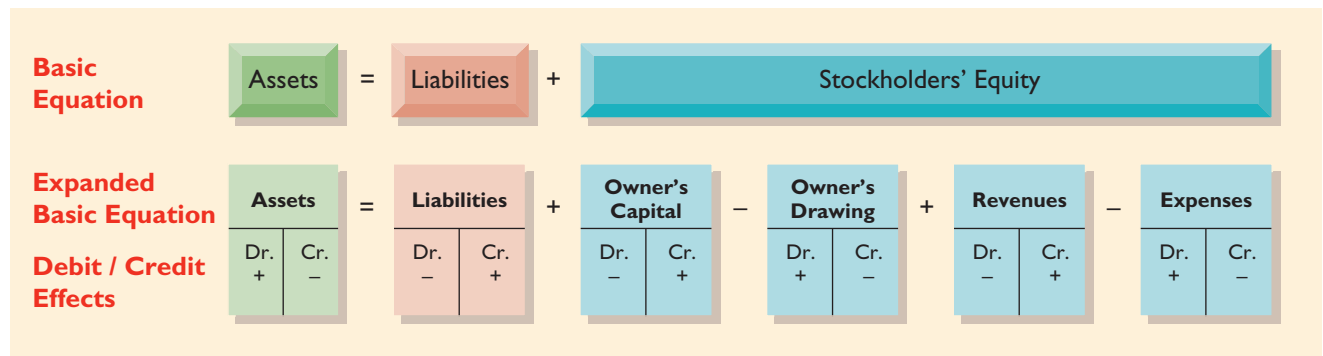 Basic
Equation
Assets = Liabilities + Stockholders’ Equity
Expanded
Basic Equation
Assets = Liabilities + Owner’s Capital – Owner’s Drawing + Revenues – Expenses
Debit / Credit
Effects
Dr. Cr. Dr. Cr. Dr. Cr. Dr. Cr. Dr. Cr. Dr. Cr.
+ – – + – + + – – + + –